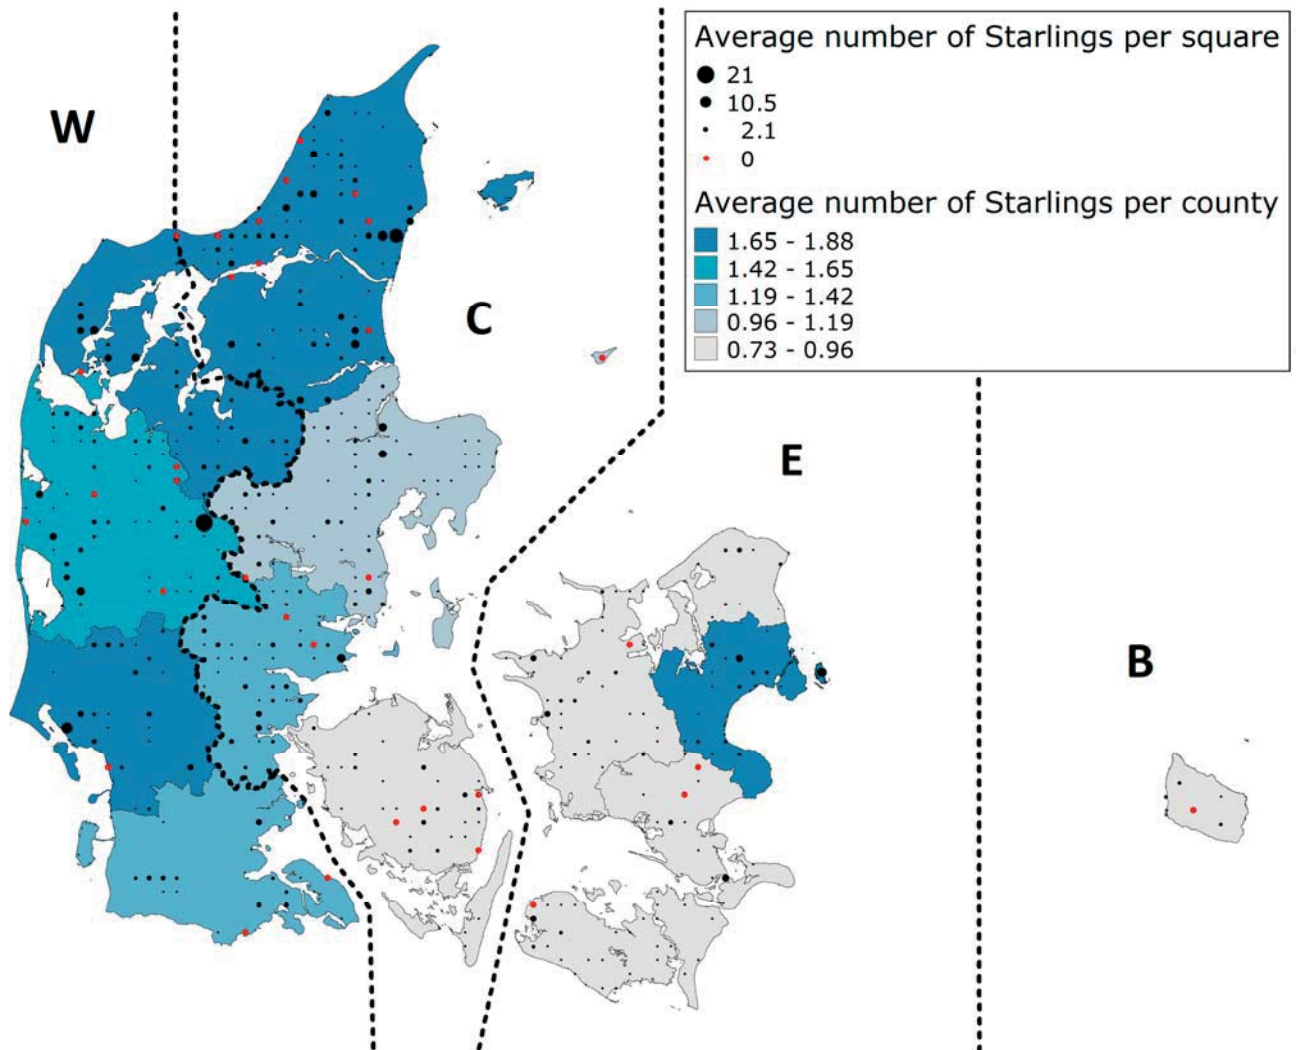 Average number of Starlings per square
21
10.5
2.1
0
Average number of Starlings per county
1.65 - 1.88
1.42 - 1.65
1.19 - 1.42
0.96 - 1.19
0.73 - 0.96
W
C
E
B